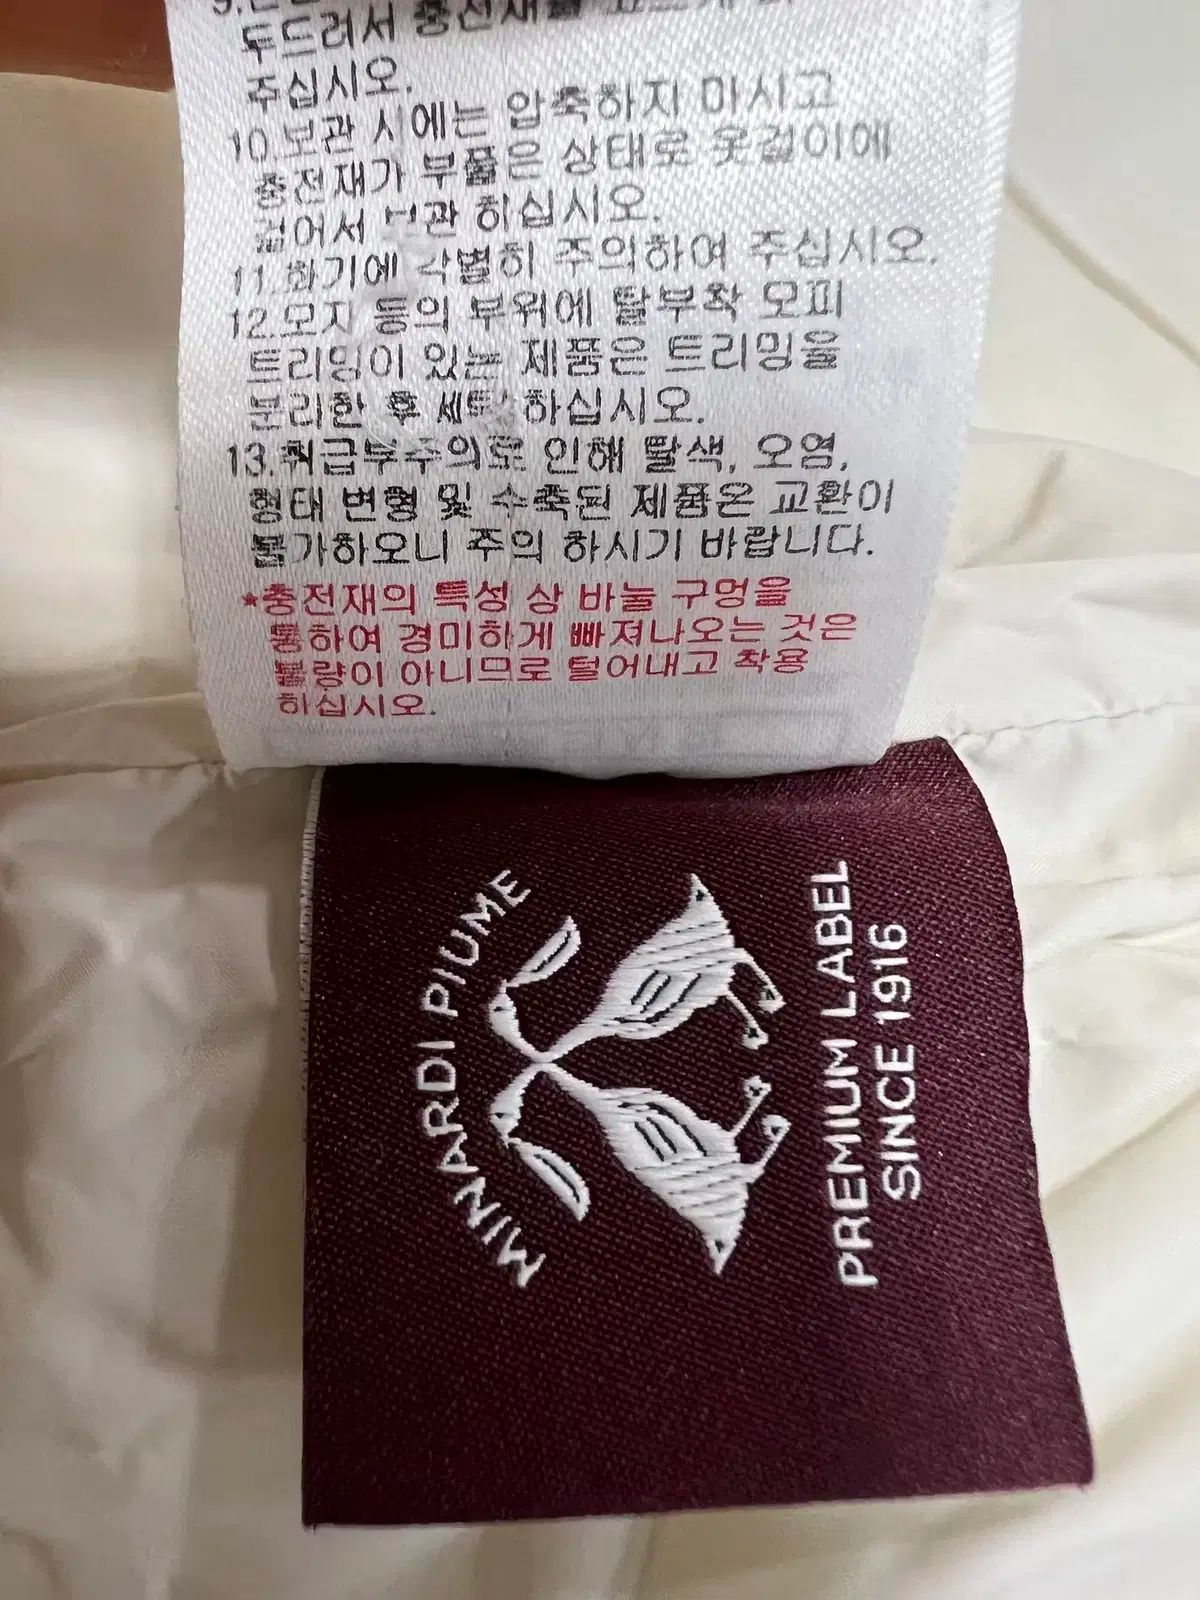 두드려서 충전재를
주십시오.
10.보관 시에는 압축하지 마시고
충전재가 부풀은 상태로 옷걸이에
걸어서 보관 하십시오.
11.화기에 각별히 주의하여 주십시오.
12.모자 등의 부위에 탈부착 모피
트리밍이 있는 제품은 트리밍을
분리한 후 세탁 하십시오.
13.취급부주의로 인해 탈색, 오염,
형태 변형 및 수축된 제품은 교환이
불가하오니 주의 하시기 바랍니다.
*충전재의 특성 상 바늘 구멍을
통하여 경미하게 빠져나오는 것은
불량이 아니므로 털어내고 착용
하십시오.
MINARDI PIUME
PREMIUM LABEL
SINCE 1916